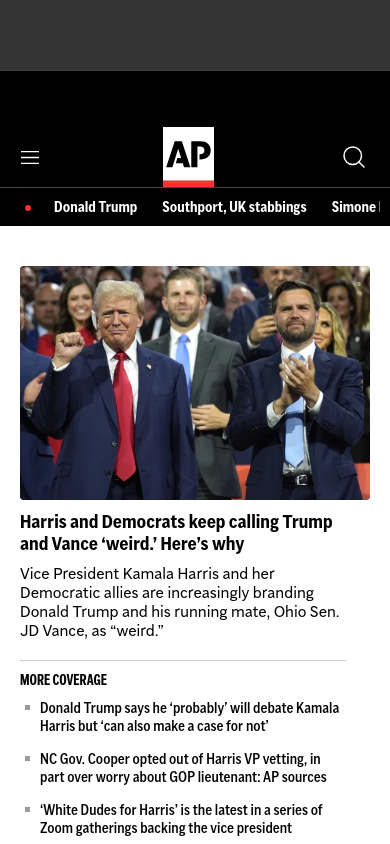 AP
Donald Trump Southport, UK stabbings Simone
Harris and Democrats keep calling Trump
and Vance ‘weird.’ Here’s why
Vice President Kamala Harris and her
Democratic allies are increasingly branding
Donald Trump and his running mate, Ohio Sen.
JD Vance, as “weird.”
MORE COVERAGE
Donald Trump says he ‘probably’ will debate Kamala
Harris but ‘can also make a case for not’
NC Gov. Cooper opted out of Harris VP vetting, in
part over worry about GOP lieutenant: AP sources
‘White Dudes for Harris’ is the latest in a series of
Zoom gatherings backing the vice president